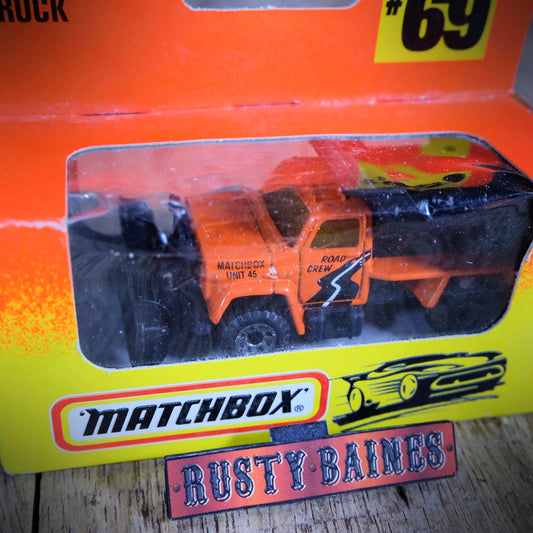 RUCK
#69
MATCHBOX
UNIT 45
ROAD
CREW
"MATCHBOX"®
RUSTY·BAINES